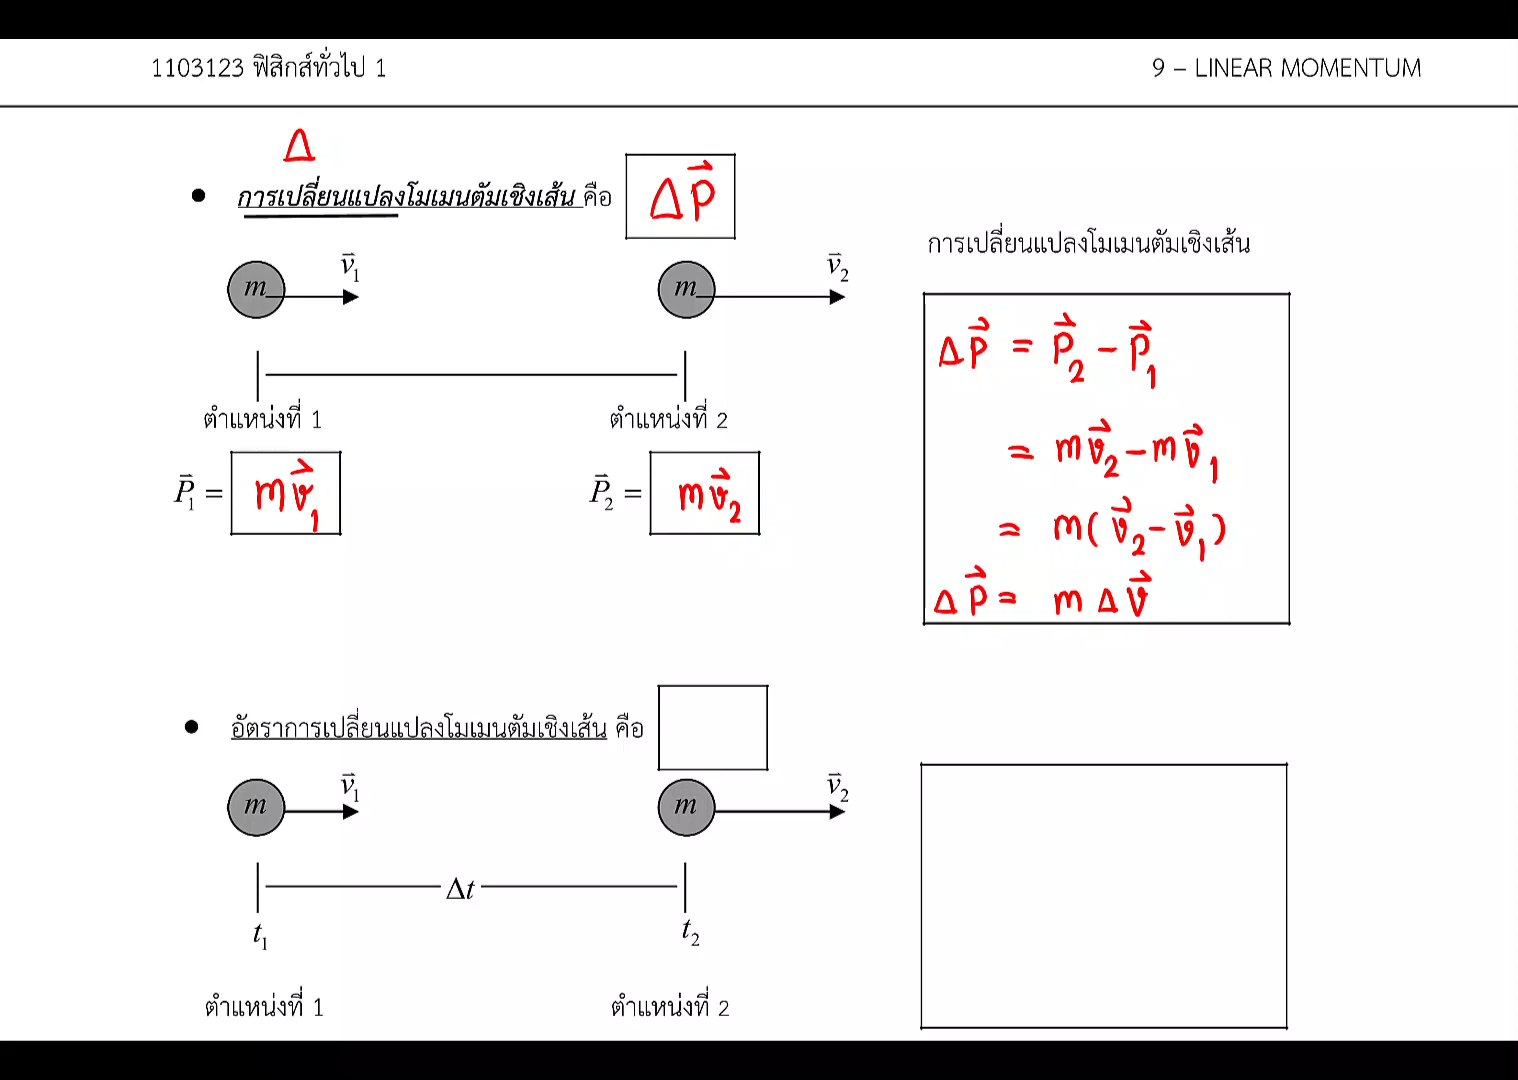 1103123 ฟิสิกส์ทั่วไป 1
9 – LINEAR MOMENTUM
Δ
การเปลี่ยนแปลงโมเมนตัมเชิงเส้น คือ
Δp⃗
m v⃗₁
m v⃗₂
ตำแหน่งที่ 1
ตำแหน่งที่ 2
P⃗₁ = mv⃗₁
P⃗₂ = mv⃗₂
การเปลี่ยนแปลงโมเมนตัมเชิงเส้น
Δp⃗ = p⃗₂ – p⃗₁
= mv⃗₂ – mv⃗₁
= m( v⃗₂ – v⃗₁ )
Δp⃗ = m Δv⃗
อัตราการเปลี่ยนแปลงโมเมนตัมเชิงเส้น คือ
m v⃗₁
m v⃗₂
Δt
t₁
t₂
ตำแหน่งที่ 1
ตำแหน่งที่ 2